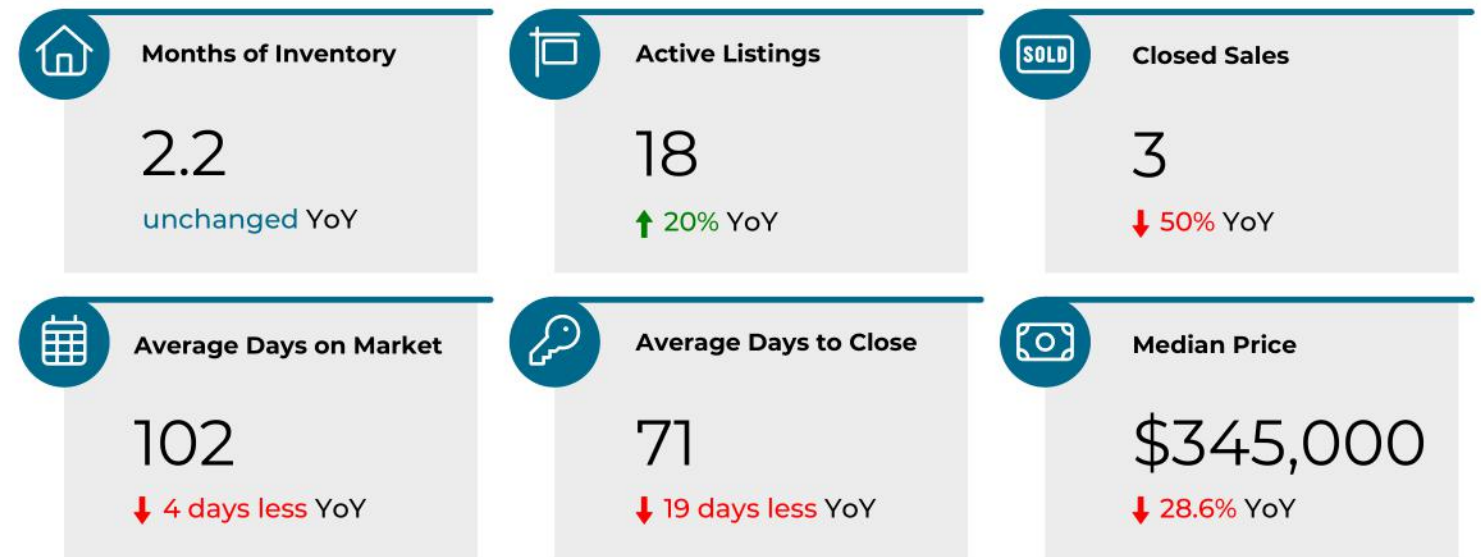 Months of Inventory
2.2
unchanged YoY
Active Listings
18
20% YoY
SOLD
Closed Sales
3
50% YoY
Average Days on Market
102
4 days less YoY
Average Days to Close
71
19 days less YoY
Median Price
$345,000
28.6% YoY